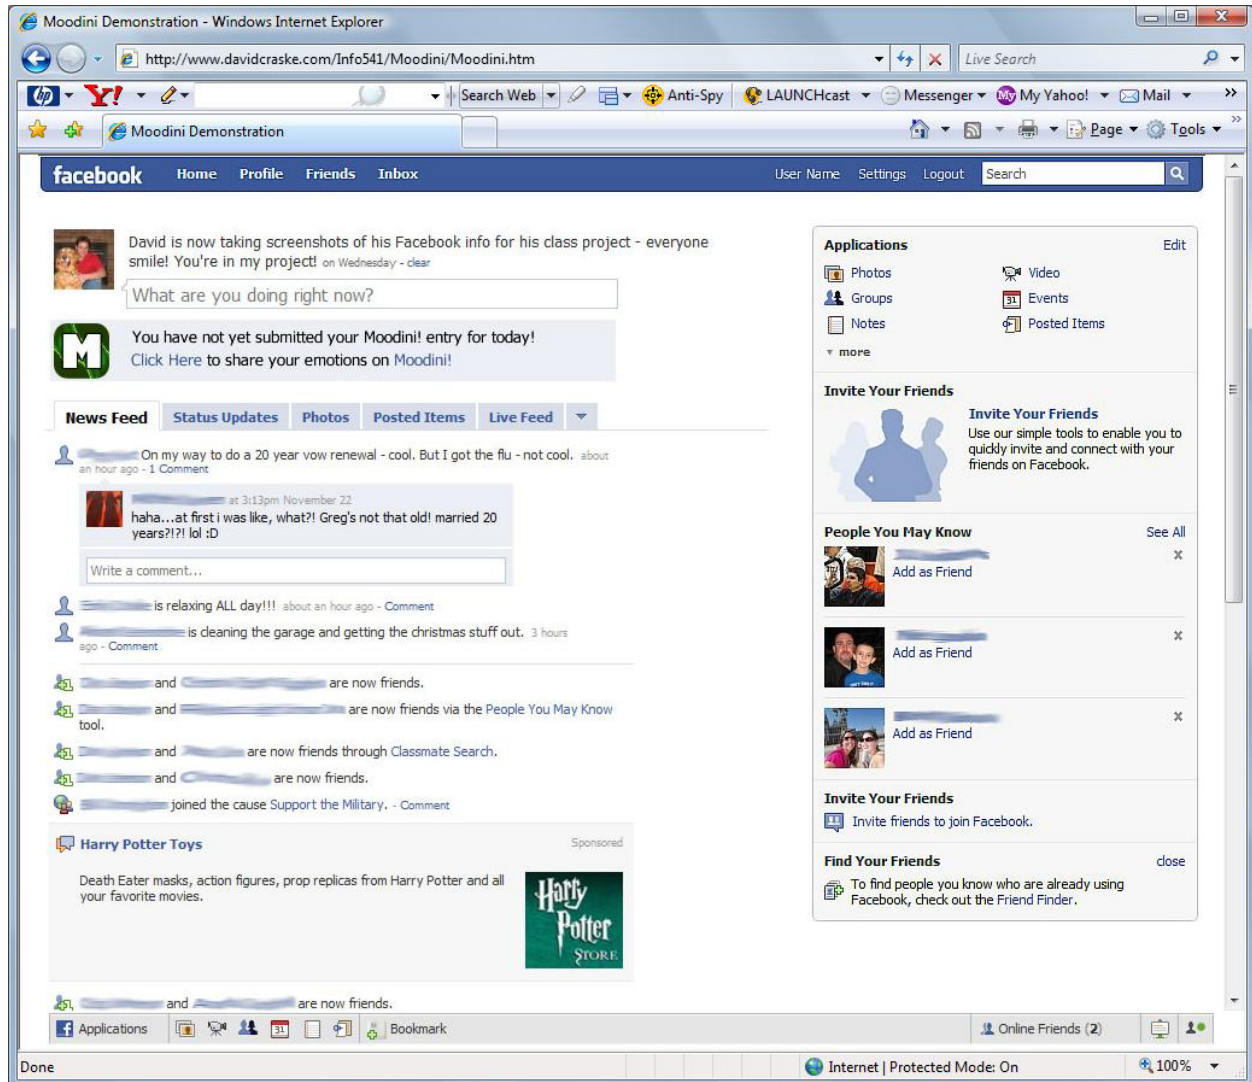 Moodini Demonstration - Windows Internet Explorer
http://www.davidcraske.com/Info541/Moodini/Moodini.htm
Live Search
hp Y! Search Web Anti-Spy LAUNCHcast Messenger My My Yahoo! Mail »
Moodini Demonstration
Page Tools »
facebook Home Profile Friends Inbox User Name Settings Logout Search
David is now taking screenshots of his Facebook info for his class project - everyone
smile! You're in my project! on Wednesday - clear
What are you doing right now?
M
You have not yet submitted your Moodini! entry for today!
Click Here to share your emotions on Moodini!
News Feed Status Updates Photos Posted Items Live Feed
On my way to do a 20 year vow renewal - cool. But I got the flu - not cool. about
an hour ago - 1 Comment
at 3:13pm November 22
haha...at first i was like, what?! Greg's not that old! married 20
years?!?! lol :D
Write a comment...
is relaxing ALL day!!! about an hour ago - Comment
is cleaning the garage and getting the christmas stuff out. 3 hours
ago - Comment
and are now friends.
and are now friends via the People You May Know
tool.
and are now friends through Classmate Search.
and are now friends.
joined the cause Support the Military. - Comment
Harry Potter Toys Sponsored
Death Eater masks, action figures, prop replicas from Harry Potter and all
your favorite movies.
Harry
Potter
STORE
and are now friends.
Applications Edit
Photos Video
Groups 31 Events
Notes Posted Items
more
Invite Your Friends
Invite Your Friends
Use our simple tools to enable you to
quickly invite and connect with your
friends on Facebook.
People You May Know See All
Add as Friend
x
Add as Friend
x
Add as Friend
x
Invite Your Friends
Invite friends to join Facebook.
Find Your Friends close
To find people you know who are already using
Facebook, check out the Friend Finder.
f Applications 31 Bookmark Online Friends (2)
Done Internet | Protected Mode: On 100%